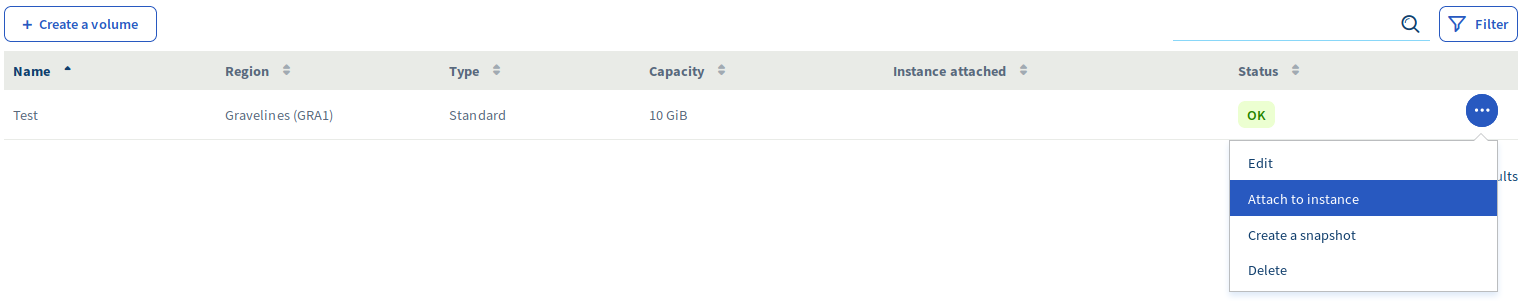 + Create a volume
Filter
Name Region Type Capacity Instance attached Status
Test Gravelines (GRA1) Standard 10 GiB OK
Edit
Attach to instance
Create a snapshot
Delete